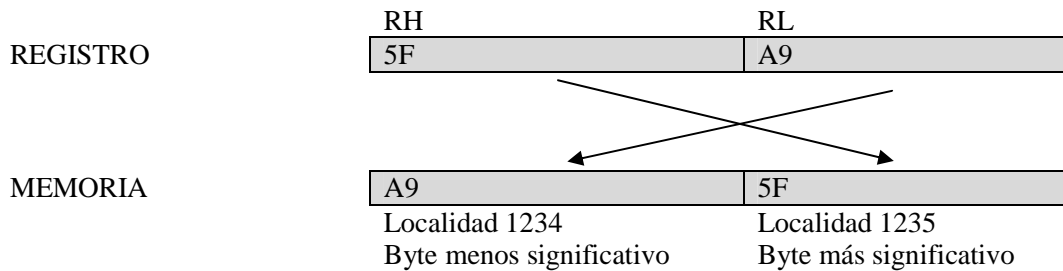 RH RL
REGISTRO 5F A9
MEMORIA A9 5F
Localidad 1234 Localidad 1235
Byte menos significativo Byte más significativo